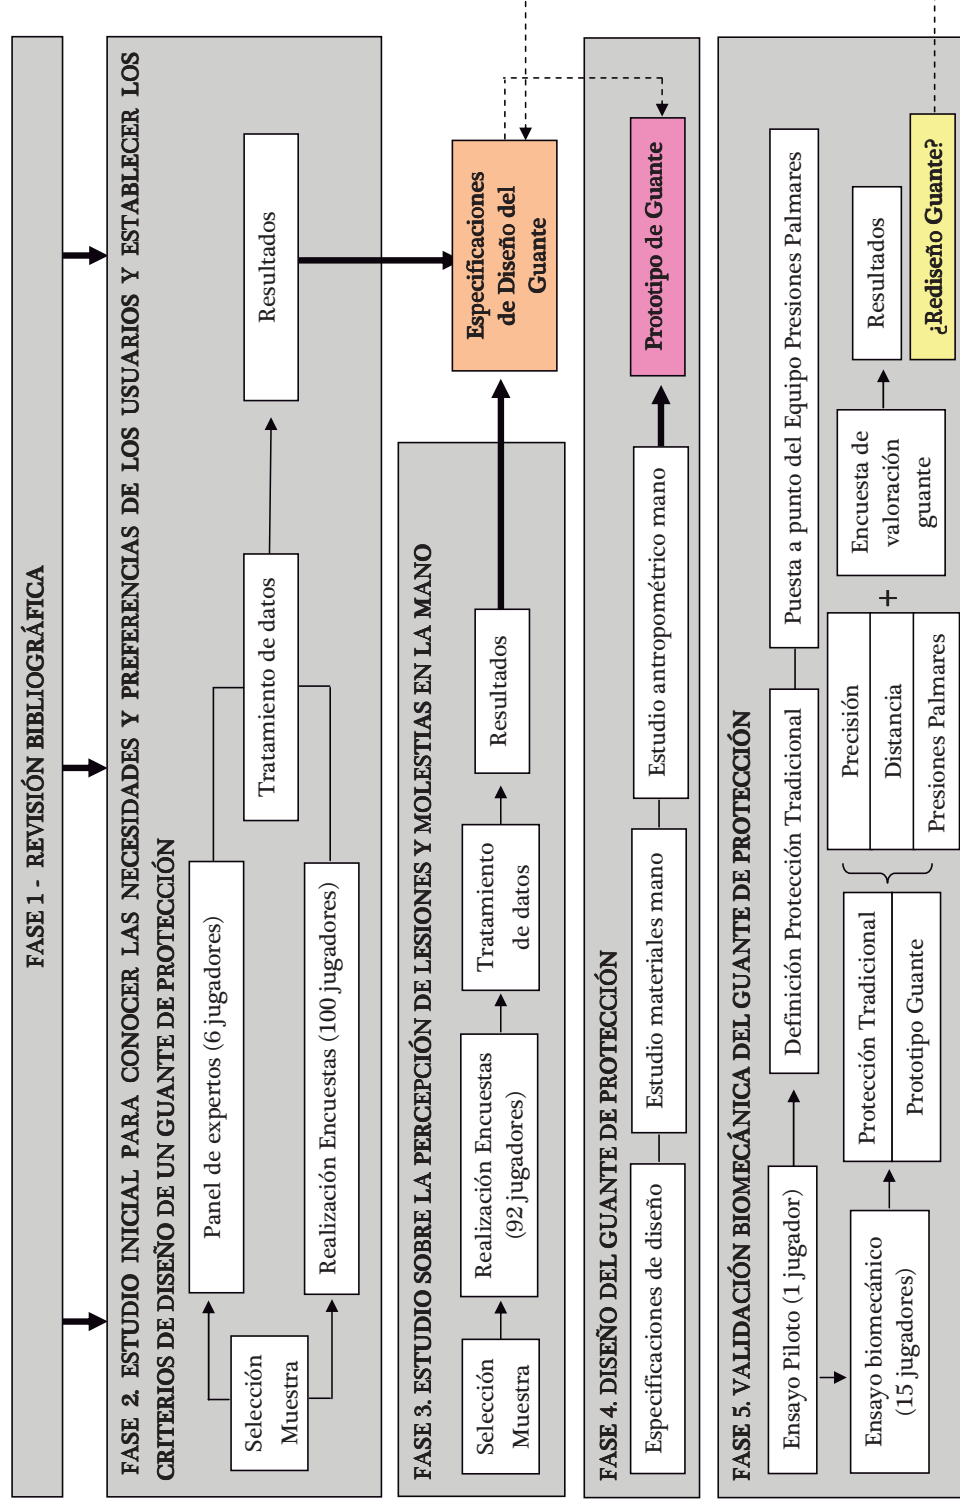 FASE 1 - REVISIÓN BIBLIOGRÁFICA
FASE 2. ESTUDIO INICIAL PARA CONOCER LAS NECESIDADES Y PREFERENCIAS DE LOS USUARIOS Y ESTABLECER LOS
CRITERIOS DE DISEÑO DE UN GUANTE DE PROTECCIÓN
Selección
Muestra
Panel de expertos (6 jugadores)
Realización Encuestas (100 jugadores)
Tratamiento de datos
Resultados
FASE 3. ESTUDIO SOBRE LA PERCEPCIÓN DE LESIONES Y MOLESTIAS EN LA MANO
Selección
Muestra
Realización Encuestas
(92 jugadores)
Tratamiento
de datos
Resultados
Especificaciones
de Diseño del
Guante
FASE 4. DISEÑO DEL GUANTE DE PROTECCIÓN
Especificaciones de diseño
Estudio materiales mano
Estudio antropométrico mano
Prototipo de Guante
FASE 5. VALIDACIÓN BIOMECÁNICA DEL GUANTE DE PROTECCIÓN
Ensayo Piloto (1 jugador)
Definición Protección Tradicional
Puesta a punto del Equipo Presiones Palmares
Ensayo biomecánico
(15 jugadores)
Protección Tradicional
Prototipo Guante
Precisión
Distancia
Presiones Palmares
+
Encuesta de
valoración
guante
Resultados
¿Rediseño Guante?